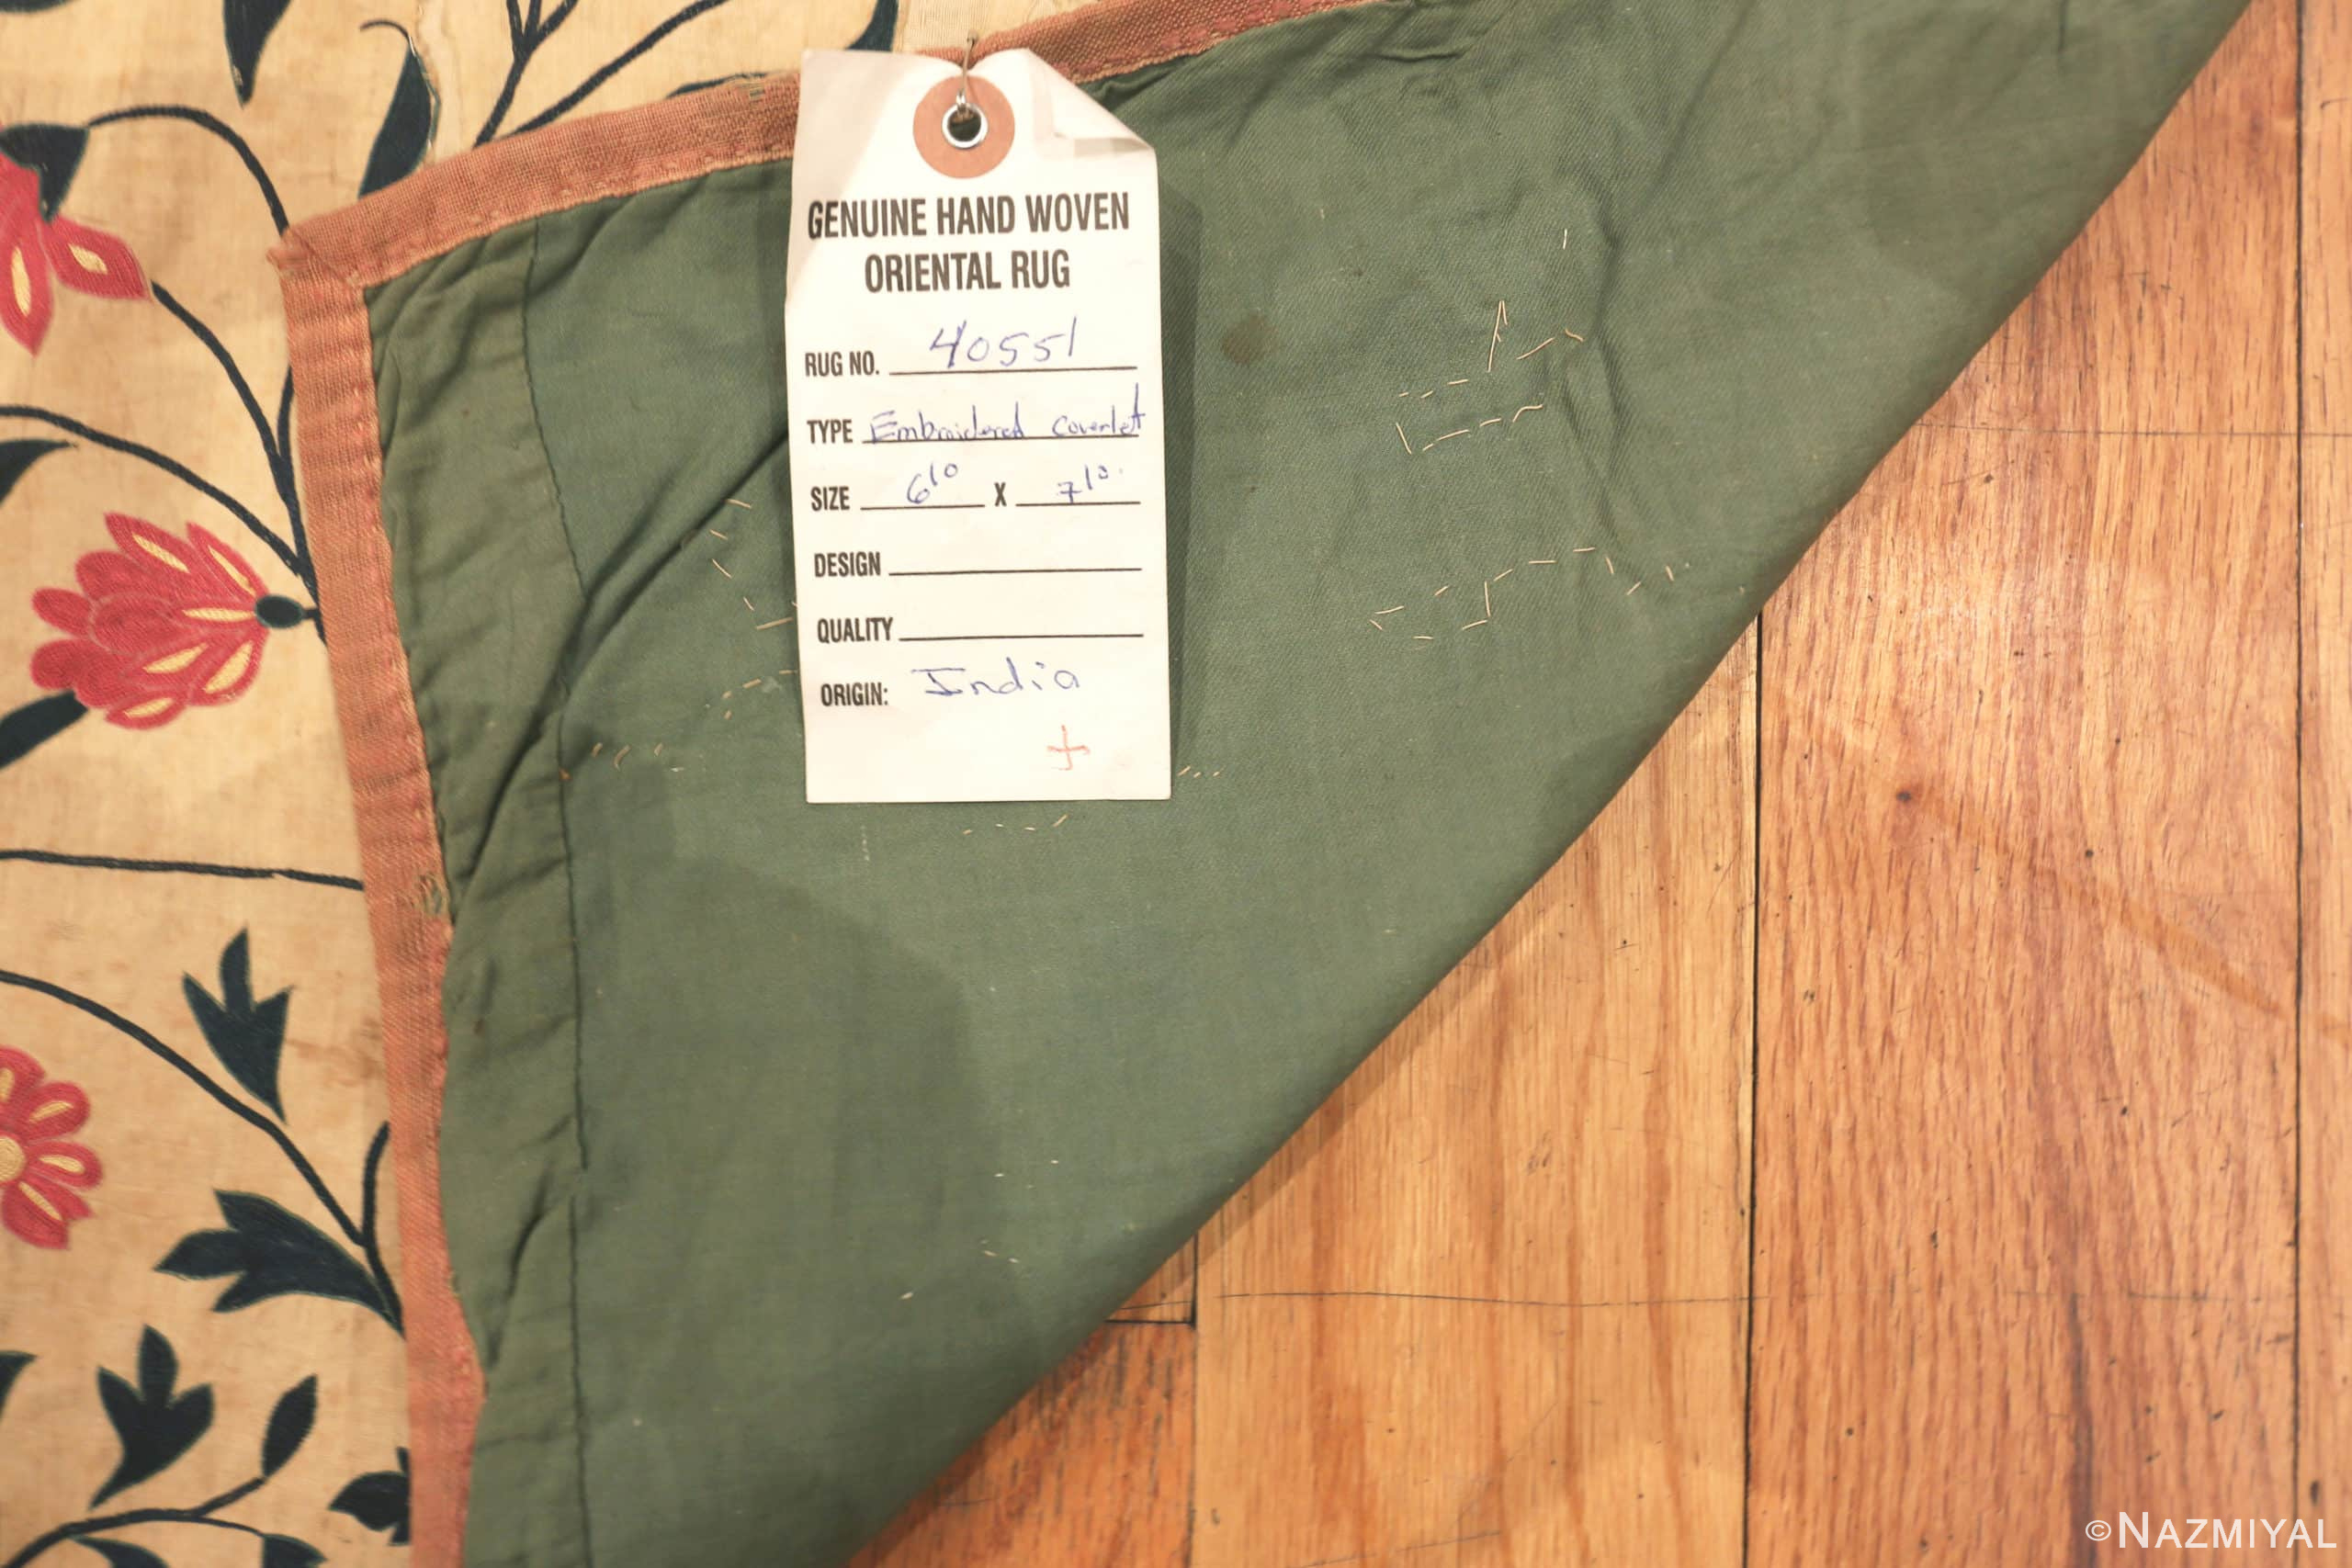 GENUINE HAND WOVEN
ORIENTAL RUG
RUG NO. 40551
TYPE Embroidered Coverlet
SIZE 6'10 X 7'10
DESIGN
QUALITY
ORIGIN: India
+
©NAZMIYAL